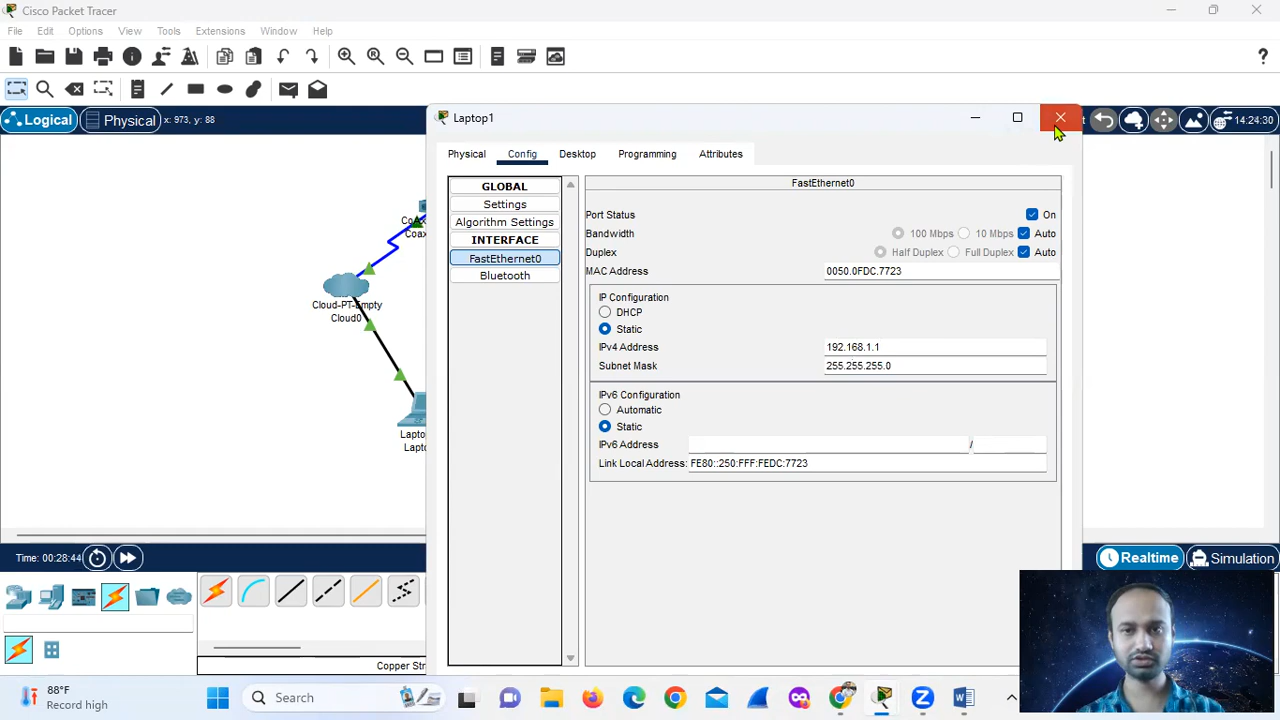 Cisco Packet Tracer
File Edit Options View Tools Extensions Window Help
?
Logical Physical x: 973, y: 88
14:24:30
Laptop1
Physical Config Desktop Programming Attributes
GLOBAL
Settings
Algorithm Settings
INTERFACE
FastEthernet0
Bluetooth
FastEthernet0
Port Status On
Bandwidth 100 Mbps 10 Mbps Auto
Duplex Half Duplex Full Duplex Auto
MAC Address 0050.0FDC.7723
IP Configuration
DHCP
Static
IPv4 Address 192.168.1.1
Subnet Mask 255.255.255.0
IPv6 Configuration
Automatic
Static
IPv6 Address /
Link Local Address: FE80::250:FFF:FEDC:7723
Coax
Coax
Cloud-PT-Empty
Cloud0
Lapto
Lapto
Time: 00:28:44
Realtime Simulation
Copper Str
88°F
Record high
Search